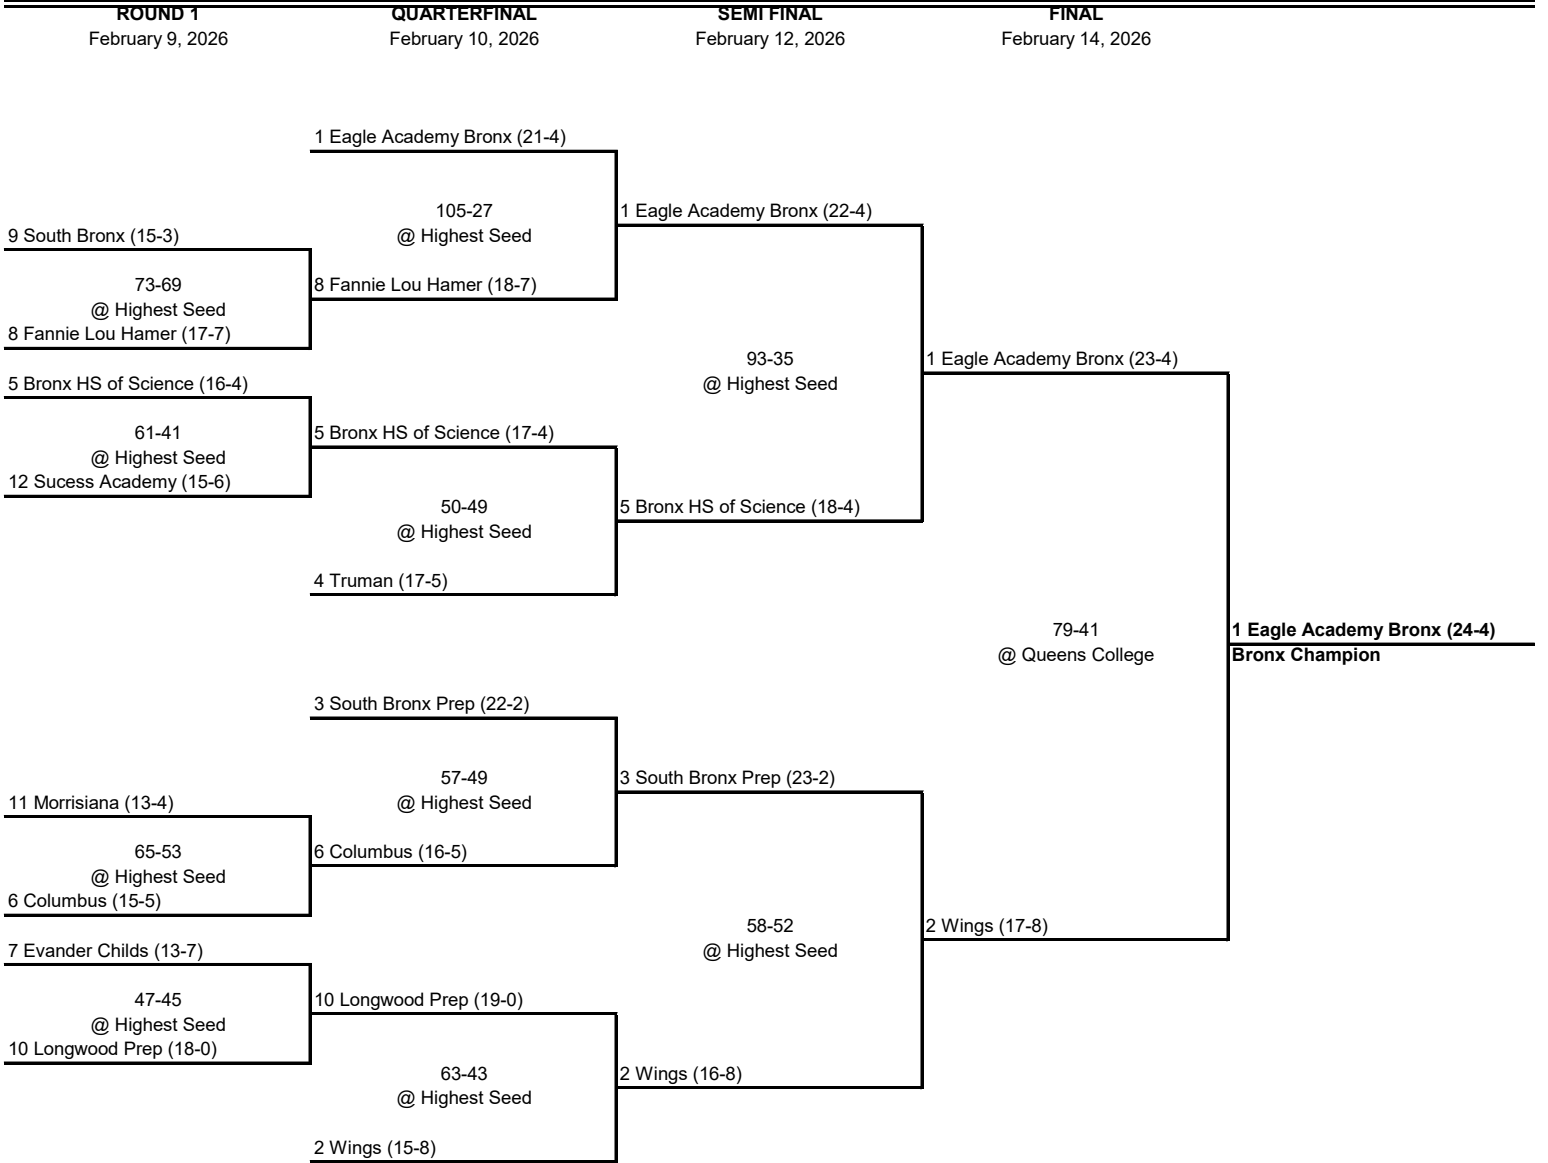 ROUND 1
February 9, 2026
QUARTERFINAL
February 10, 2026
SEMI FINAL
February 12, 2026
FINAL
February 14, 2026
1 Eagle Academy Bronx (21-4)
105-27
@ Highest Seed
1 Eagle Academy Bronx (22-4)
9 South Bronx (15-3)
73-69
@ Highest Seed
8 Fannie Lou Hamer (18-7)
8 Fannie Lou Hamer (17-7)
93-35
@ Highest Seed
1 Eagle Academy Bronx (23-4)
5 Bronx HS of Science (16-4)
61-41
@ Highest Seed
5 Bronx HS of Science (17-4)
12 Sucess Academy (15-6)
50-49
@ Highest Seed
5 Bronx HS of Science (18-4)
4 Truman (17-5)
79-41
@ Queens College
1 Eagle Academy Bronx (24-4)
Bronx Champion
3 South Bronx Prep (22-2)
57-49
@ Highest Seed
3 South Bronx Prep (23-2)
11 Morrisiana (13-4)
65-53
@ Highest Seed
6 Columbus (16-5)
6 Columbus (15-5)
58-52
@ Highest Seed
2 Wings (17-8)
7 Evander Childs (13-7)
47-45
@ Highest Seed
10 Longwood Prep (19-0)
10 Longwood Prep (18-0)
63-43
@ Highest Seed
2 Wings (16-8)
2 Wings (15-8)